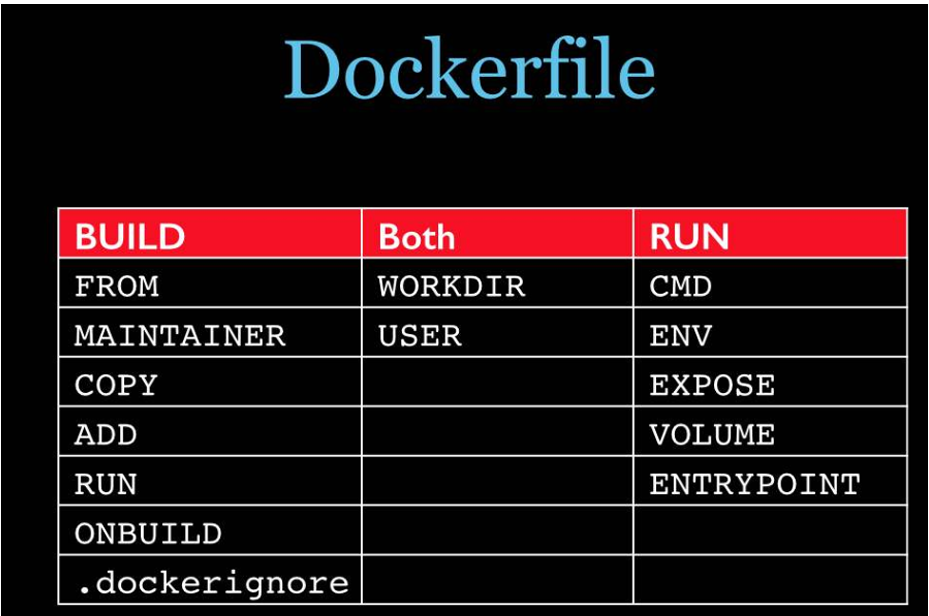 Dockerfile
BUILD Both RUN
FROM WORKDIR CMD
MAINTAINER USER ENV
COPY EXPOSE
ADD VOLUME
RUN ENTRYPOINT
ONBUILD
.dockerignore